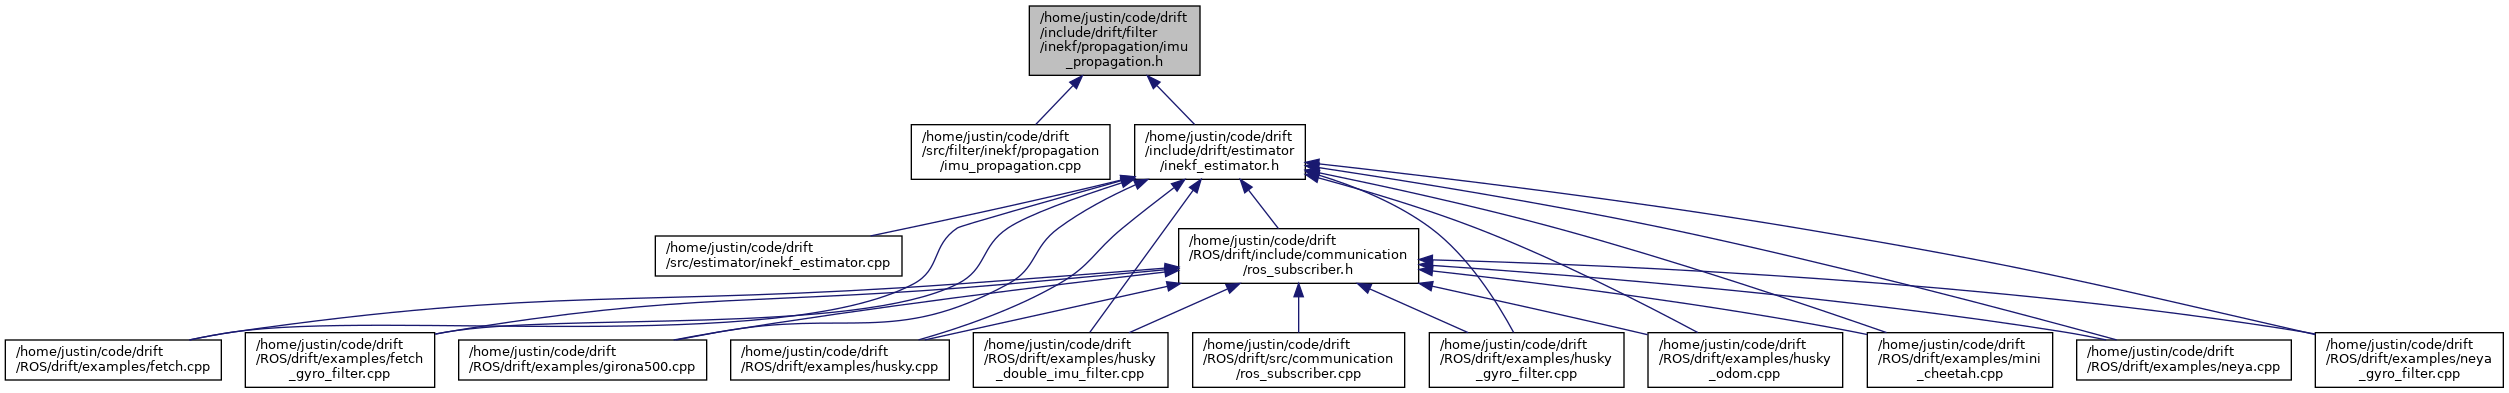 /home/justin/code/drift
/include/drift/filter
/inekf/propagation/imu
_propagation.h
/home/justin/code/drift
/src/filter/inekf/propagation
/imu_propagation.cpp
/home/justin/code/drift
/include/drift/estimator
/inekf_estimator.h
/home/justin/code/drift
/src/estimator/inekf_estimator.cpp
/home/justin/code/drift
/ROS/drift/include/communication
/ros_subscriber.h
/home/justin/code/drift
/ROS/drift/examples/fetch.cpp
/home/justin/code/drift
/ROS/drift/examples/fetch
_gyro_filter.cpp
/home/justin/code/drift
/ROS/drift/examples/girona500.cpp
/home/justin/code/drift
/ROS/drift/examples/husky.cpp
/home/justin/code/drift
/ROS/drift/examples/husky
_double_imu_filter.cpp
/home/justin/code/drift
/ROS/drift/src/communication
/ros_subscriber.cpp
/home/justin/code/drift
/ROS/drift/examples/husky
_gyro_filter.cpp
/home/justin/code/drift
/ROS/drift/examples/husky
_odom.cpp
/home/justin/code/drift
/ROS/drift/examples/mini
_cheetah.cpp
/home/justin/code/drift
/ROS/drift/examples/neya.cpp
/home/justin/code/drift
/ROS/drift/examples/neya
_gyro_filter.cpp